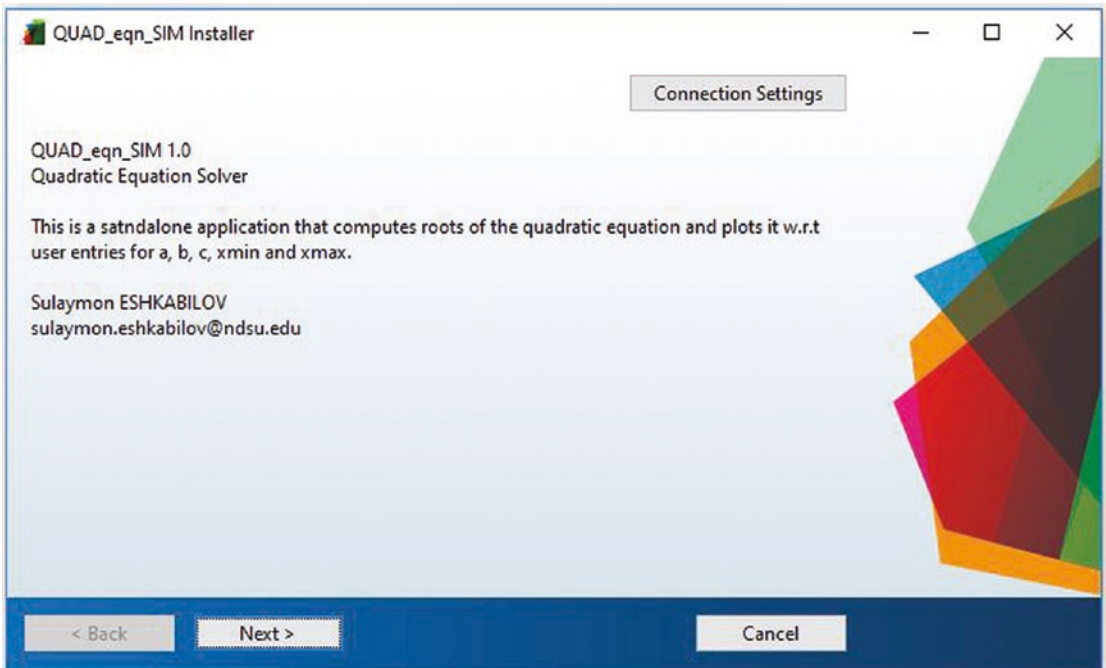 QUAD_eqn_SIM Installer
Connection Settings
QUAD_eqn_SIM 1.0
Quadratic Equation Solver
This is a satndalone application that computes roots of the quadratic equation and plots it w.r.t
user entries for a, b, c, xmin and xmax.
Sulaymon ESHKABILOV
sulaymon.eshkabilov@ndsu.edu
< Back
Next >
Cancel